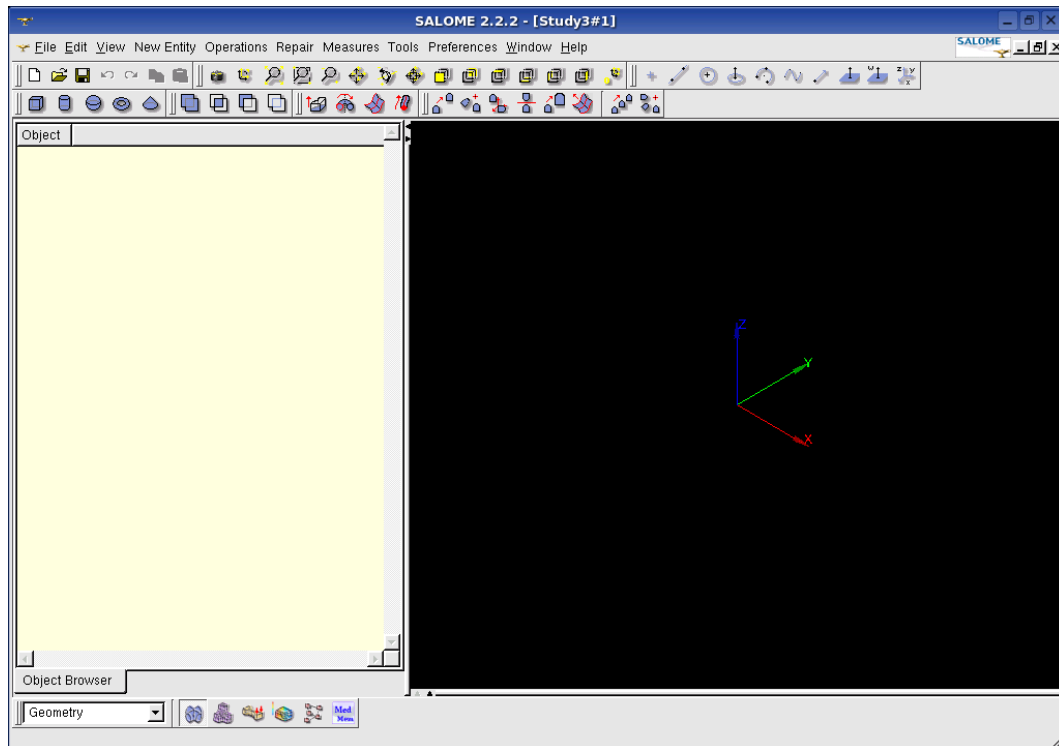 SALOME 2.2.2 - [Study3#1]
File Edit View New Entity Operations Repair Measures Tools Preferences Window Help
SALOME
Object
Z
Y
X
Object Browser
Geometry
Med
Mem